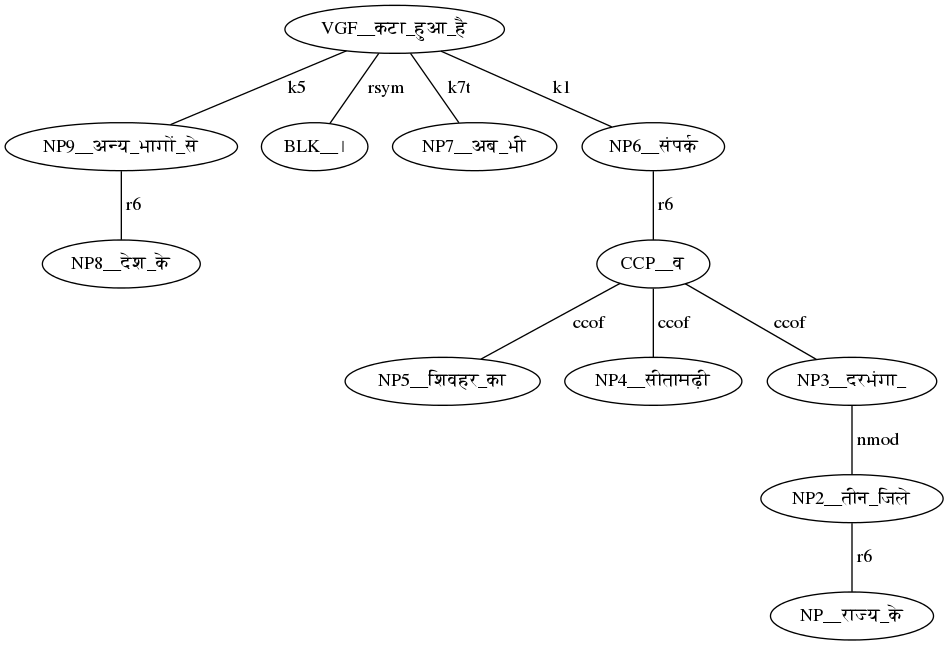 VGF__कटा_हुआ_है
k5 rsym k7t k1
NP9__अन्य_भागों_से BLK__। NP7__अब_भी NP6__संपर्क
r6 r6
NP8__देश_के CCP__व
ccof ccof ccof
NP5__शिवहर_का NP4__सीतामढ़ी NP3__दरभंगा_
nmod
NP2__तीन_जिले
r6
NP__राज्य_के